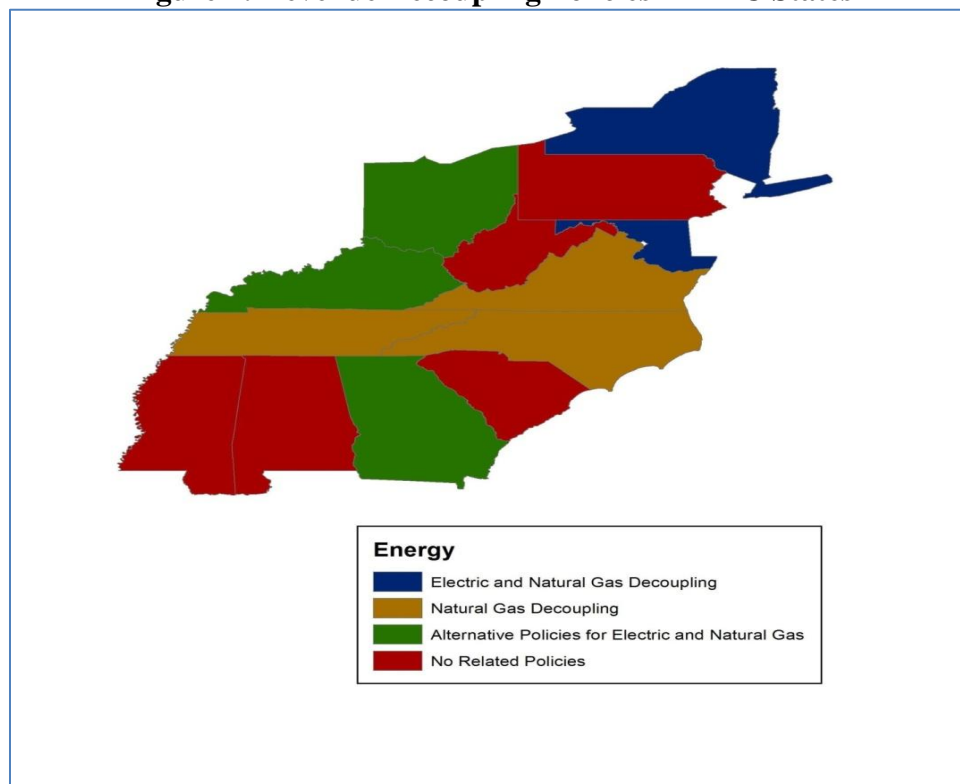 Energy
Electric and Natural Gas Decoupling
Natural Gas Decoupling
Alternative Policies for Electric and Natural Gas
No Related Policies